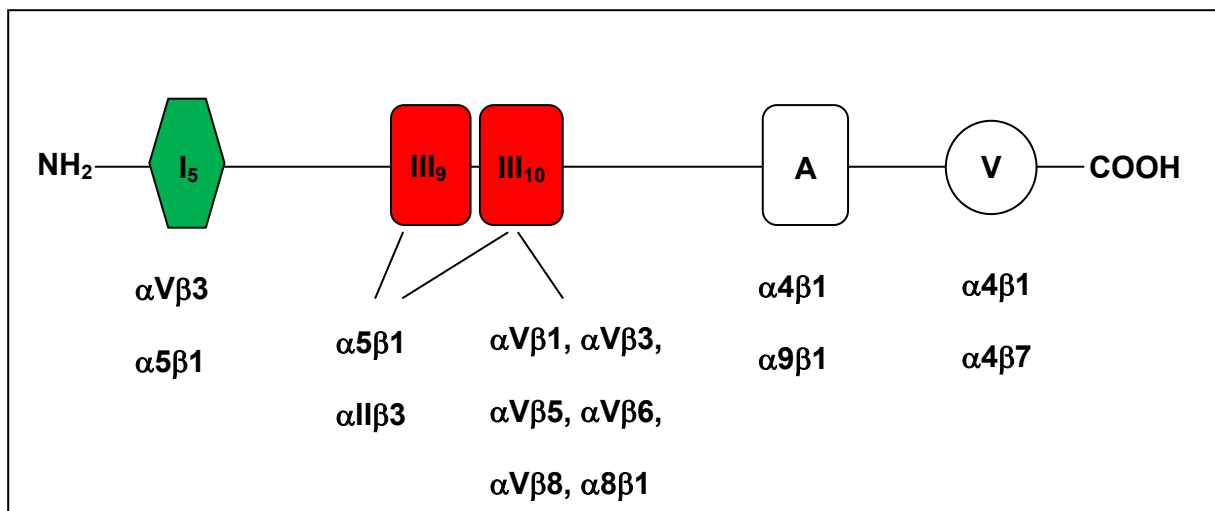 NH₂ I₅ III₉ III₁₀ A V COOH
αVβ3
α5β1
α5β1
αIIβ3
αVβ1, αVβ3,
αVβ5, αVβ6,
αVβ8, α8β1
α4β1
α9β1
α4β1
α4β7